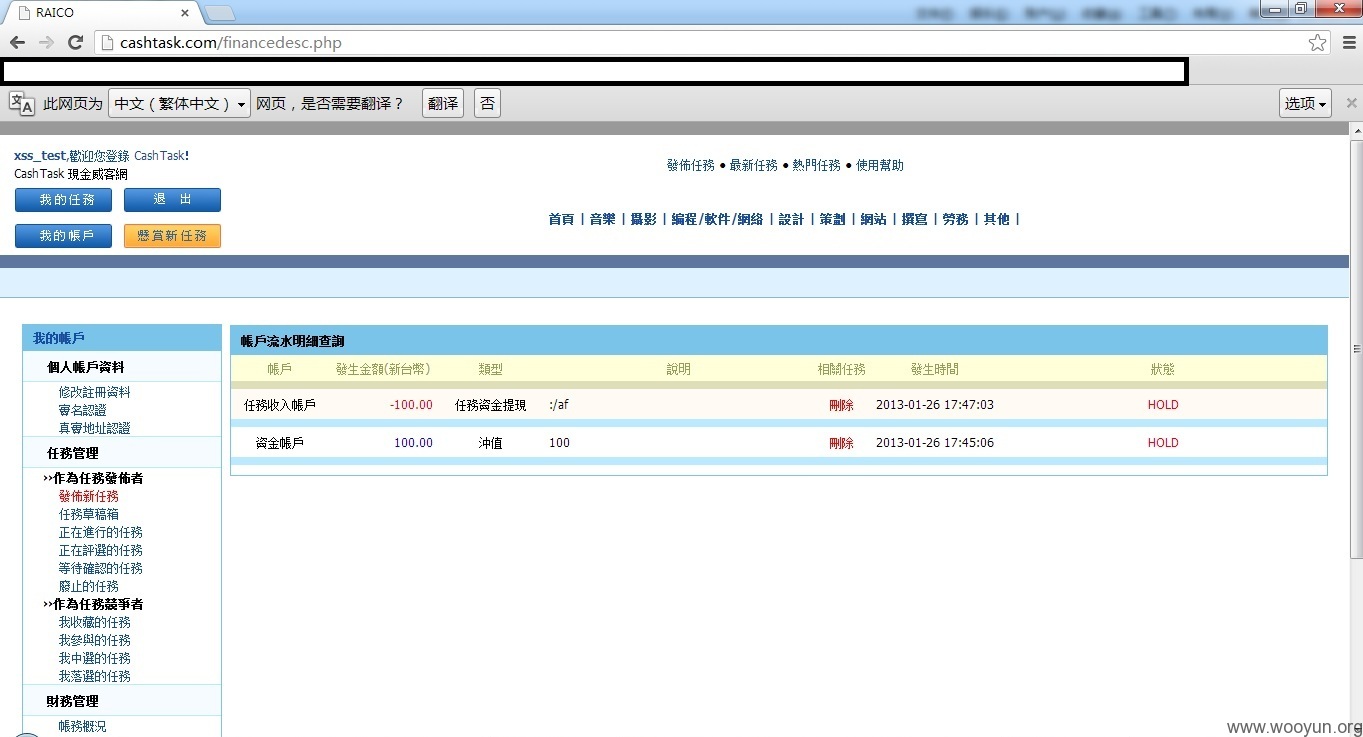 RAICO
cashtask.com/financedesc.php
此网页为 中文（繁体中文） 网页，是否需要翻译？ 翻译 否 选项
xss_test,歡迎您登錄 CashTask!
CashTask 現金威客網
我的任務 退 出
我的帳戶 懸賞新任務
發佈任務 ● 最新任務 ● 熱門任務 ● 使用幫助
首頁 | 音樂 | 攝影 | 編程/軟件/網絡 | 設計 | 策劃 | 網站 | 撰寫 | 勞務 | 其他 |
我的帳戶
個人帳戶資料
修改註冊資料
實名認證
真實地址認證
任務管理
››作為任務發佈者
發佈新任務
任務草稿箱
正在進行的任務
正在評選的任務
等待確認的任務
廢止的任務
››作為任務競爭者
我收藏的任務
我參與的任務
我中選的任務
我落選的任務
財務管理
帳務概況
帳戶流水明細查詢
帳戶 發生金額(新台幣) 類型 說明 相關任務 發生時間 狀態
任務收入帳戶 -100.00 任務資金提現 :/af 刪除 2013-01-26 17:47:03 HOLD
資金帳戶 100.00 沖值 100 刪除 2013-01-26 17:45:06 HOLD
www.wooyun.org